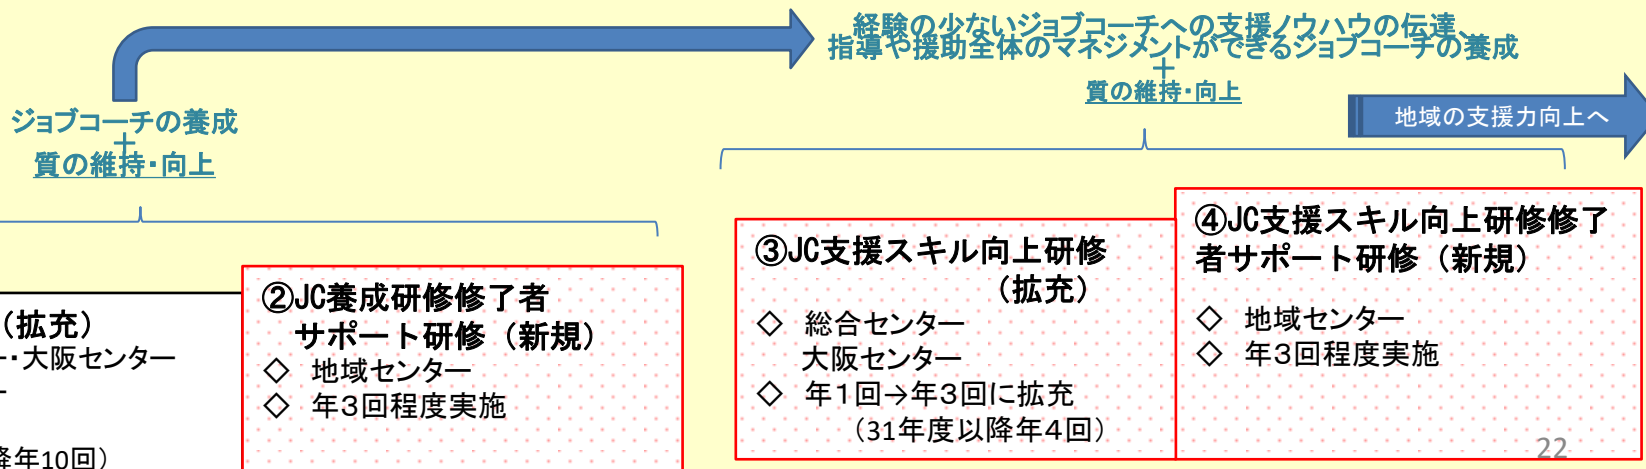 経験の少ないジョブコーチへの支援ノウハウの伝達、
指導や援助全体のマネジメントができるジョブコーチの養成
＋
質の維持・向上
地域の支援力向上へ
ジョブコーチの養成
＋
質の維持・向上
（拡充）
ー・大阪センター
ー
降年10回）
②JC養成研修修了者
サポート研修（新規）
◇ 地域センター
◇ 年３回程度実施
③JC支援スキル向上研修
（拡充）
◇ 総合センター
大阪センター
◇ 年１回→年３回に拡充
（31年度以降年４回）
④JC支援スキル向上研修修了
者サポート研修（新規）
◇ 地域センター
◇ 年３回程度実施
22